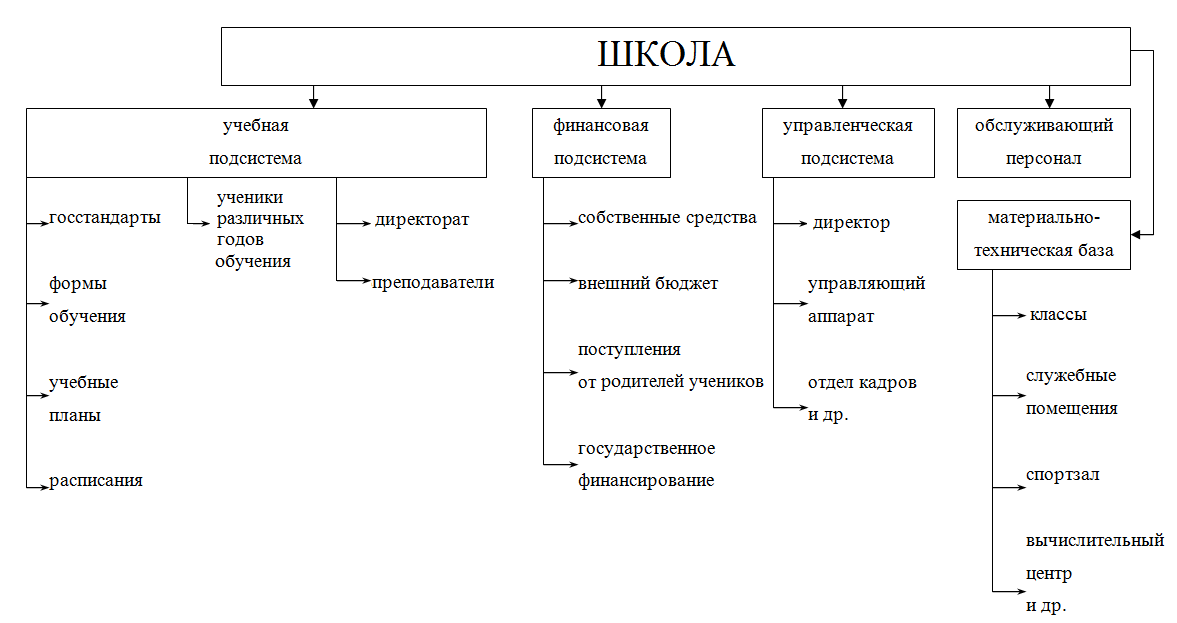 ШКОЛА
учебная
подсистема
госстандарты
формы
обучения
учебные
планы
расписания
ученики
различных
годов
обучения
директорат
преподаватели
финансовая
подсистема
собственные средства
внешний бюджет
поступления
от родителей учеников
государственное
финансирование
управленческая
подсистема
директор
управляющий
аппарат
отдел кадров
и др.
обслуживающий
персонал
материально-
техническая база
классы
служебные
помещения
спортзал
вычислительный
центр
и др.